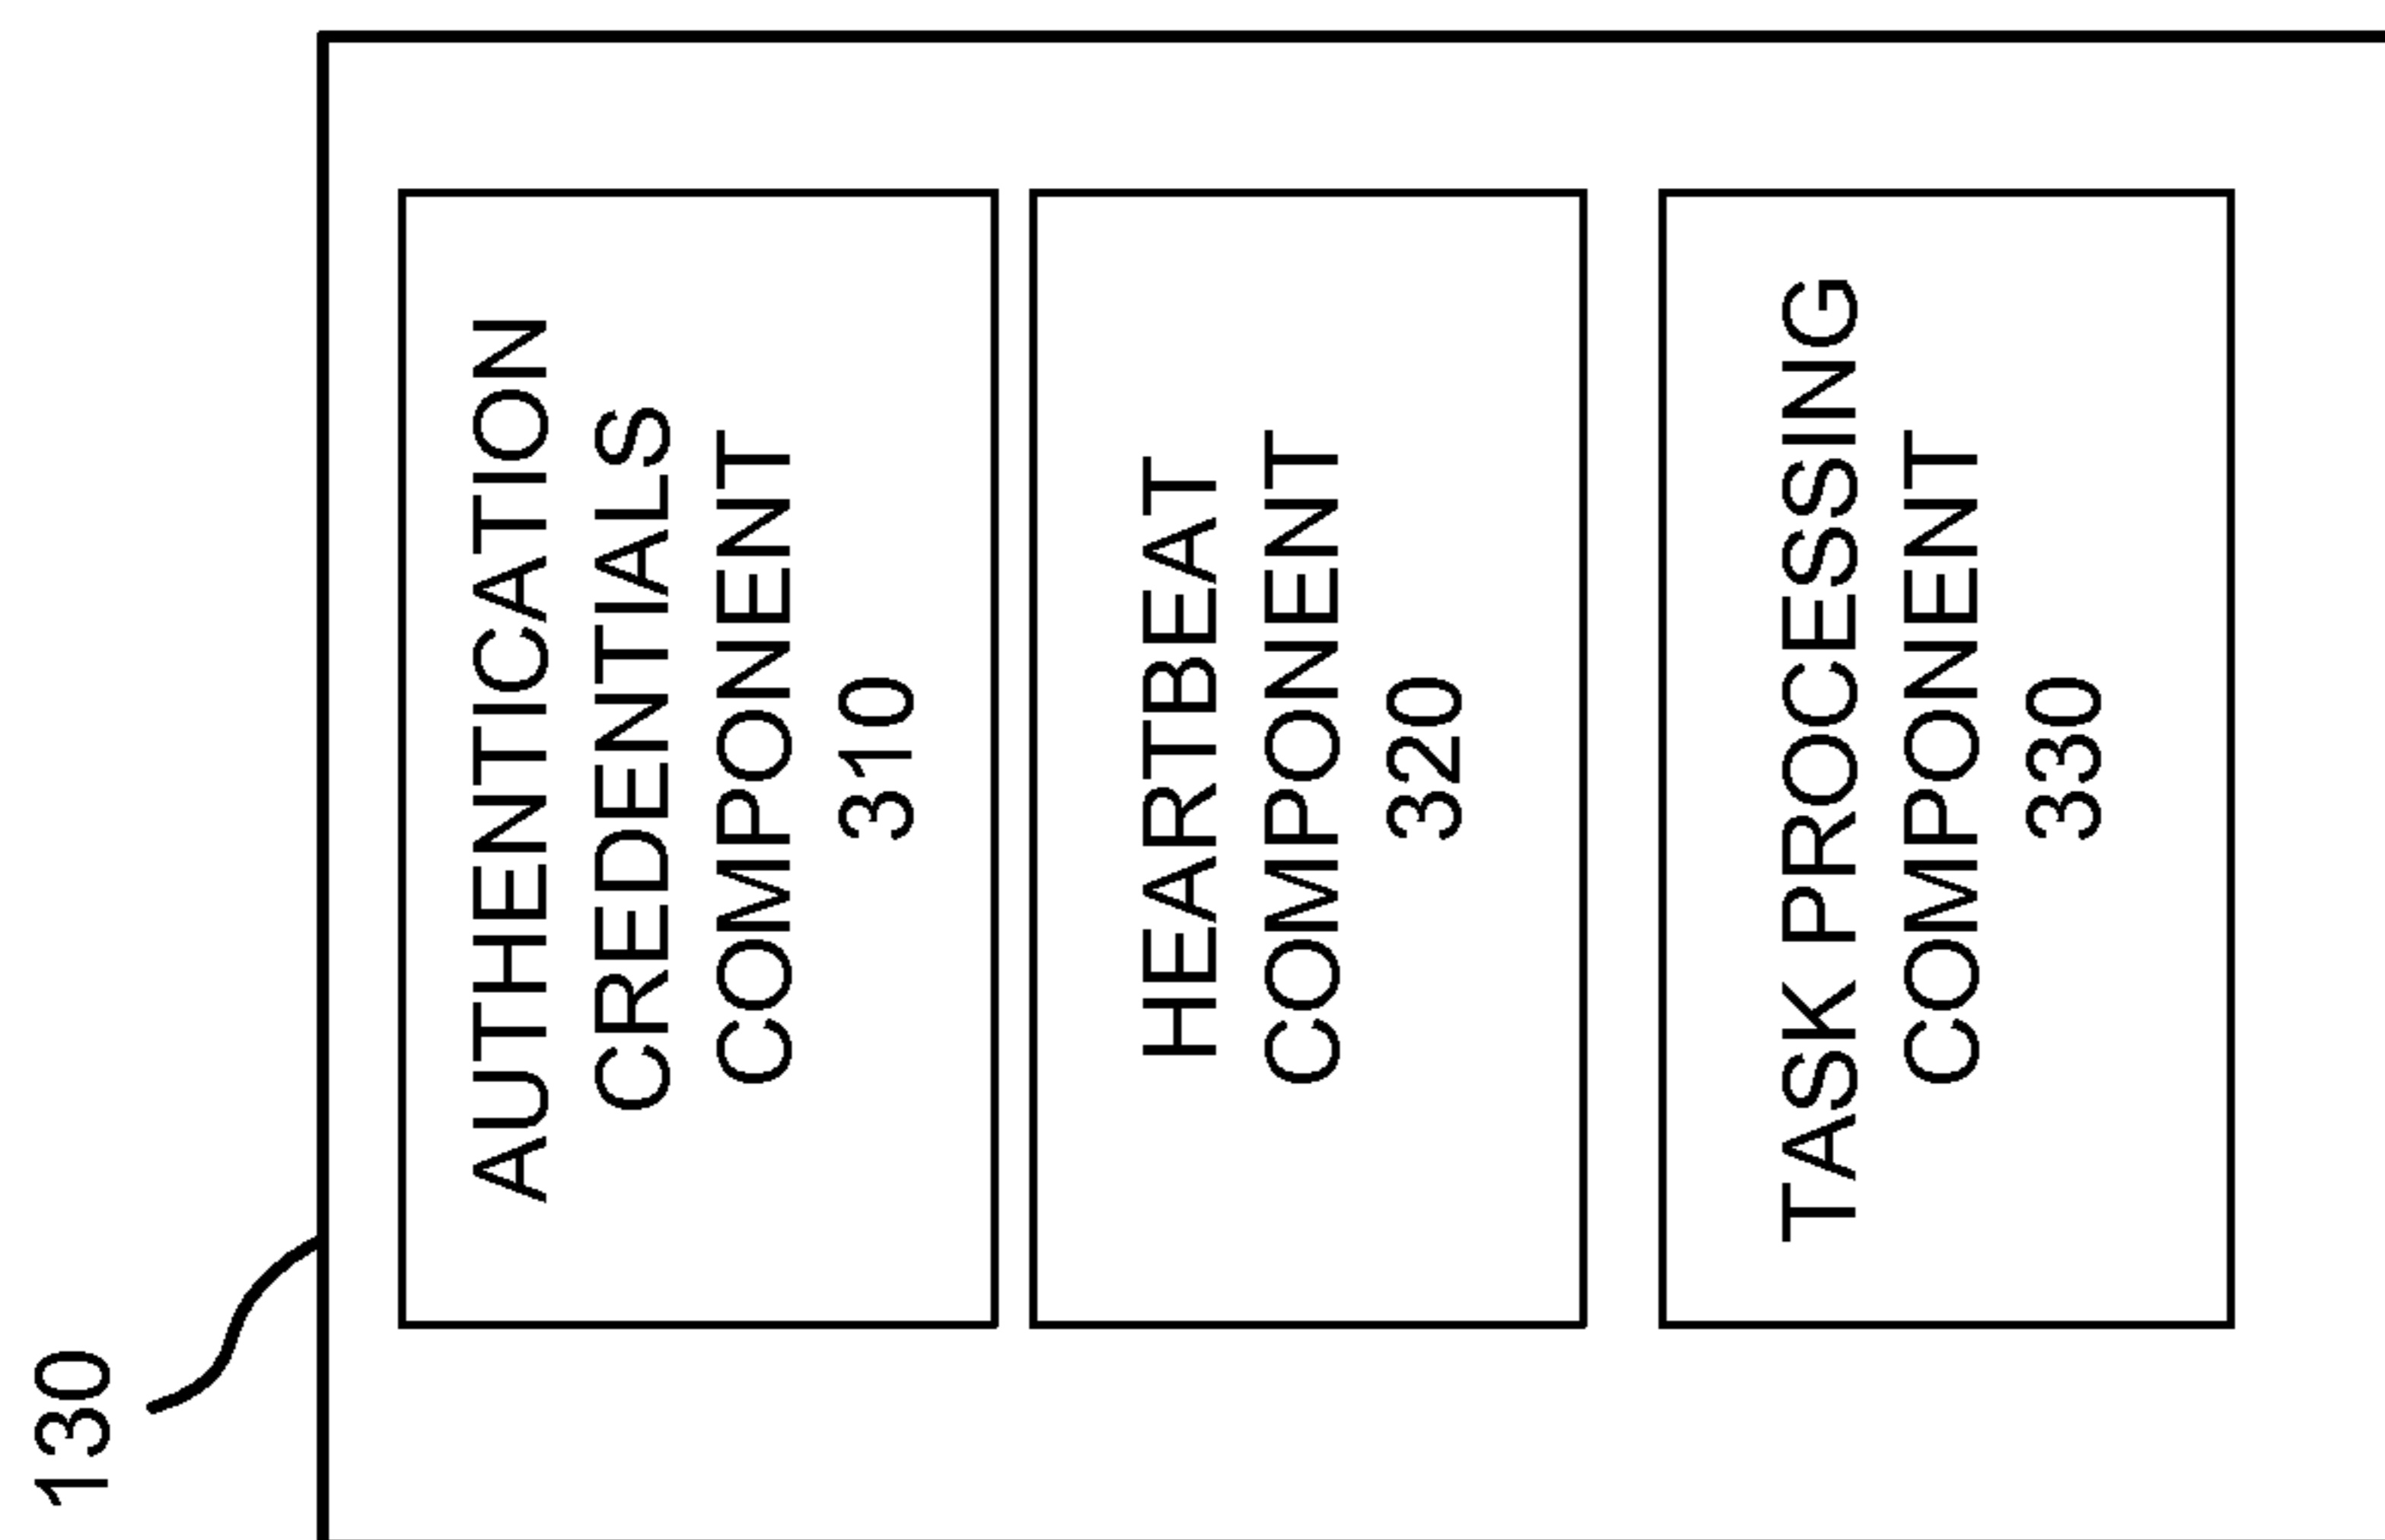 130
AUTHENTICATION
CREDENTIALS
COMPONENT
310
HEARTBEAT
COMPONENT
320
TASK PROCESSING
COMPONENT
330